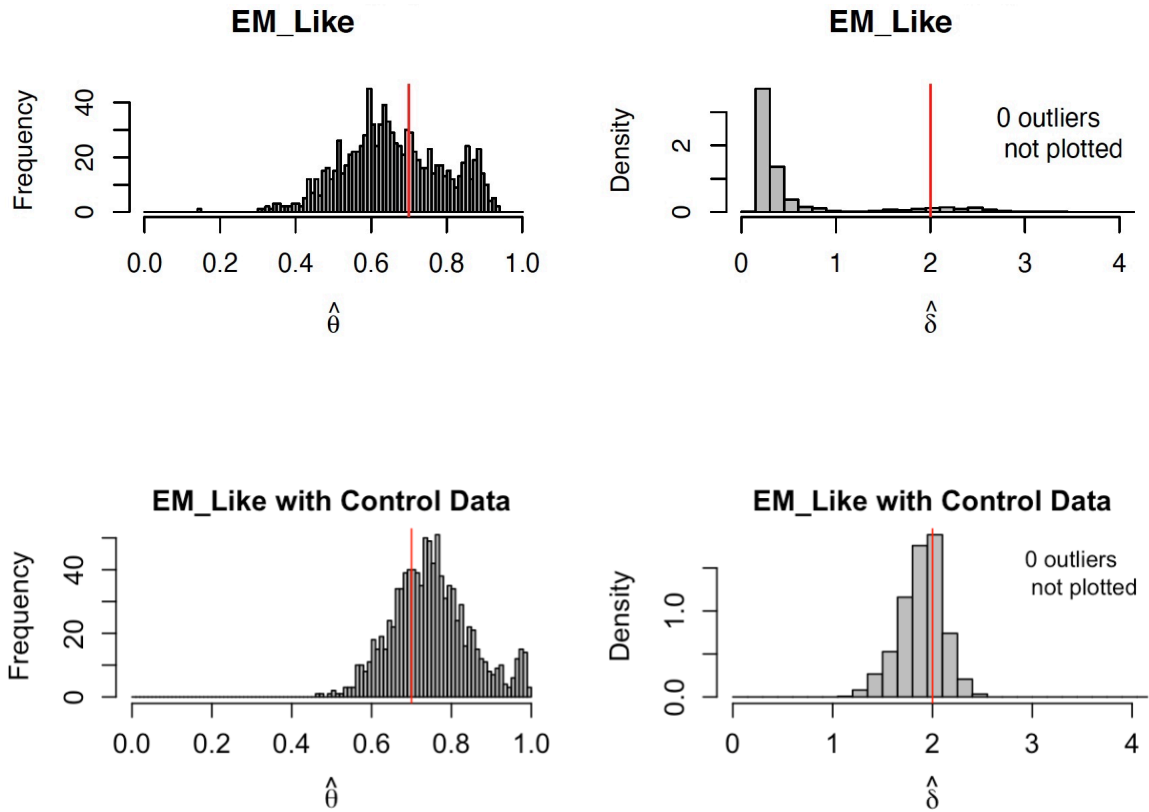 EM_Like
Frequency
0 20 40
0.0 0.2 0.4 0.6 0.8 1.0
θ̂
EM_Like
Density
0 2
0 outliers
not plotted
0 1 2 3 4
δ̂
EM_Like with Control Data
Frequency
0 20 40
0.0 0.2 0.4 0.6 0.8 1.0
θ̂
EM_Like with Control Data
Density
0.0 1.0
0 outliers
not plotted
0 1 2 3 4
δ̂